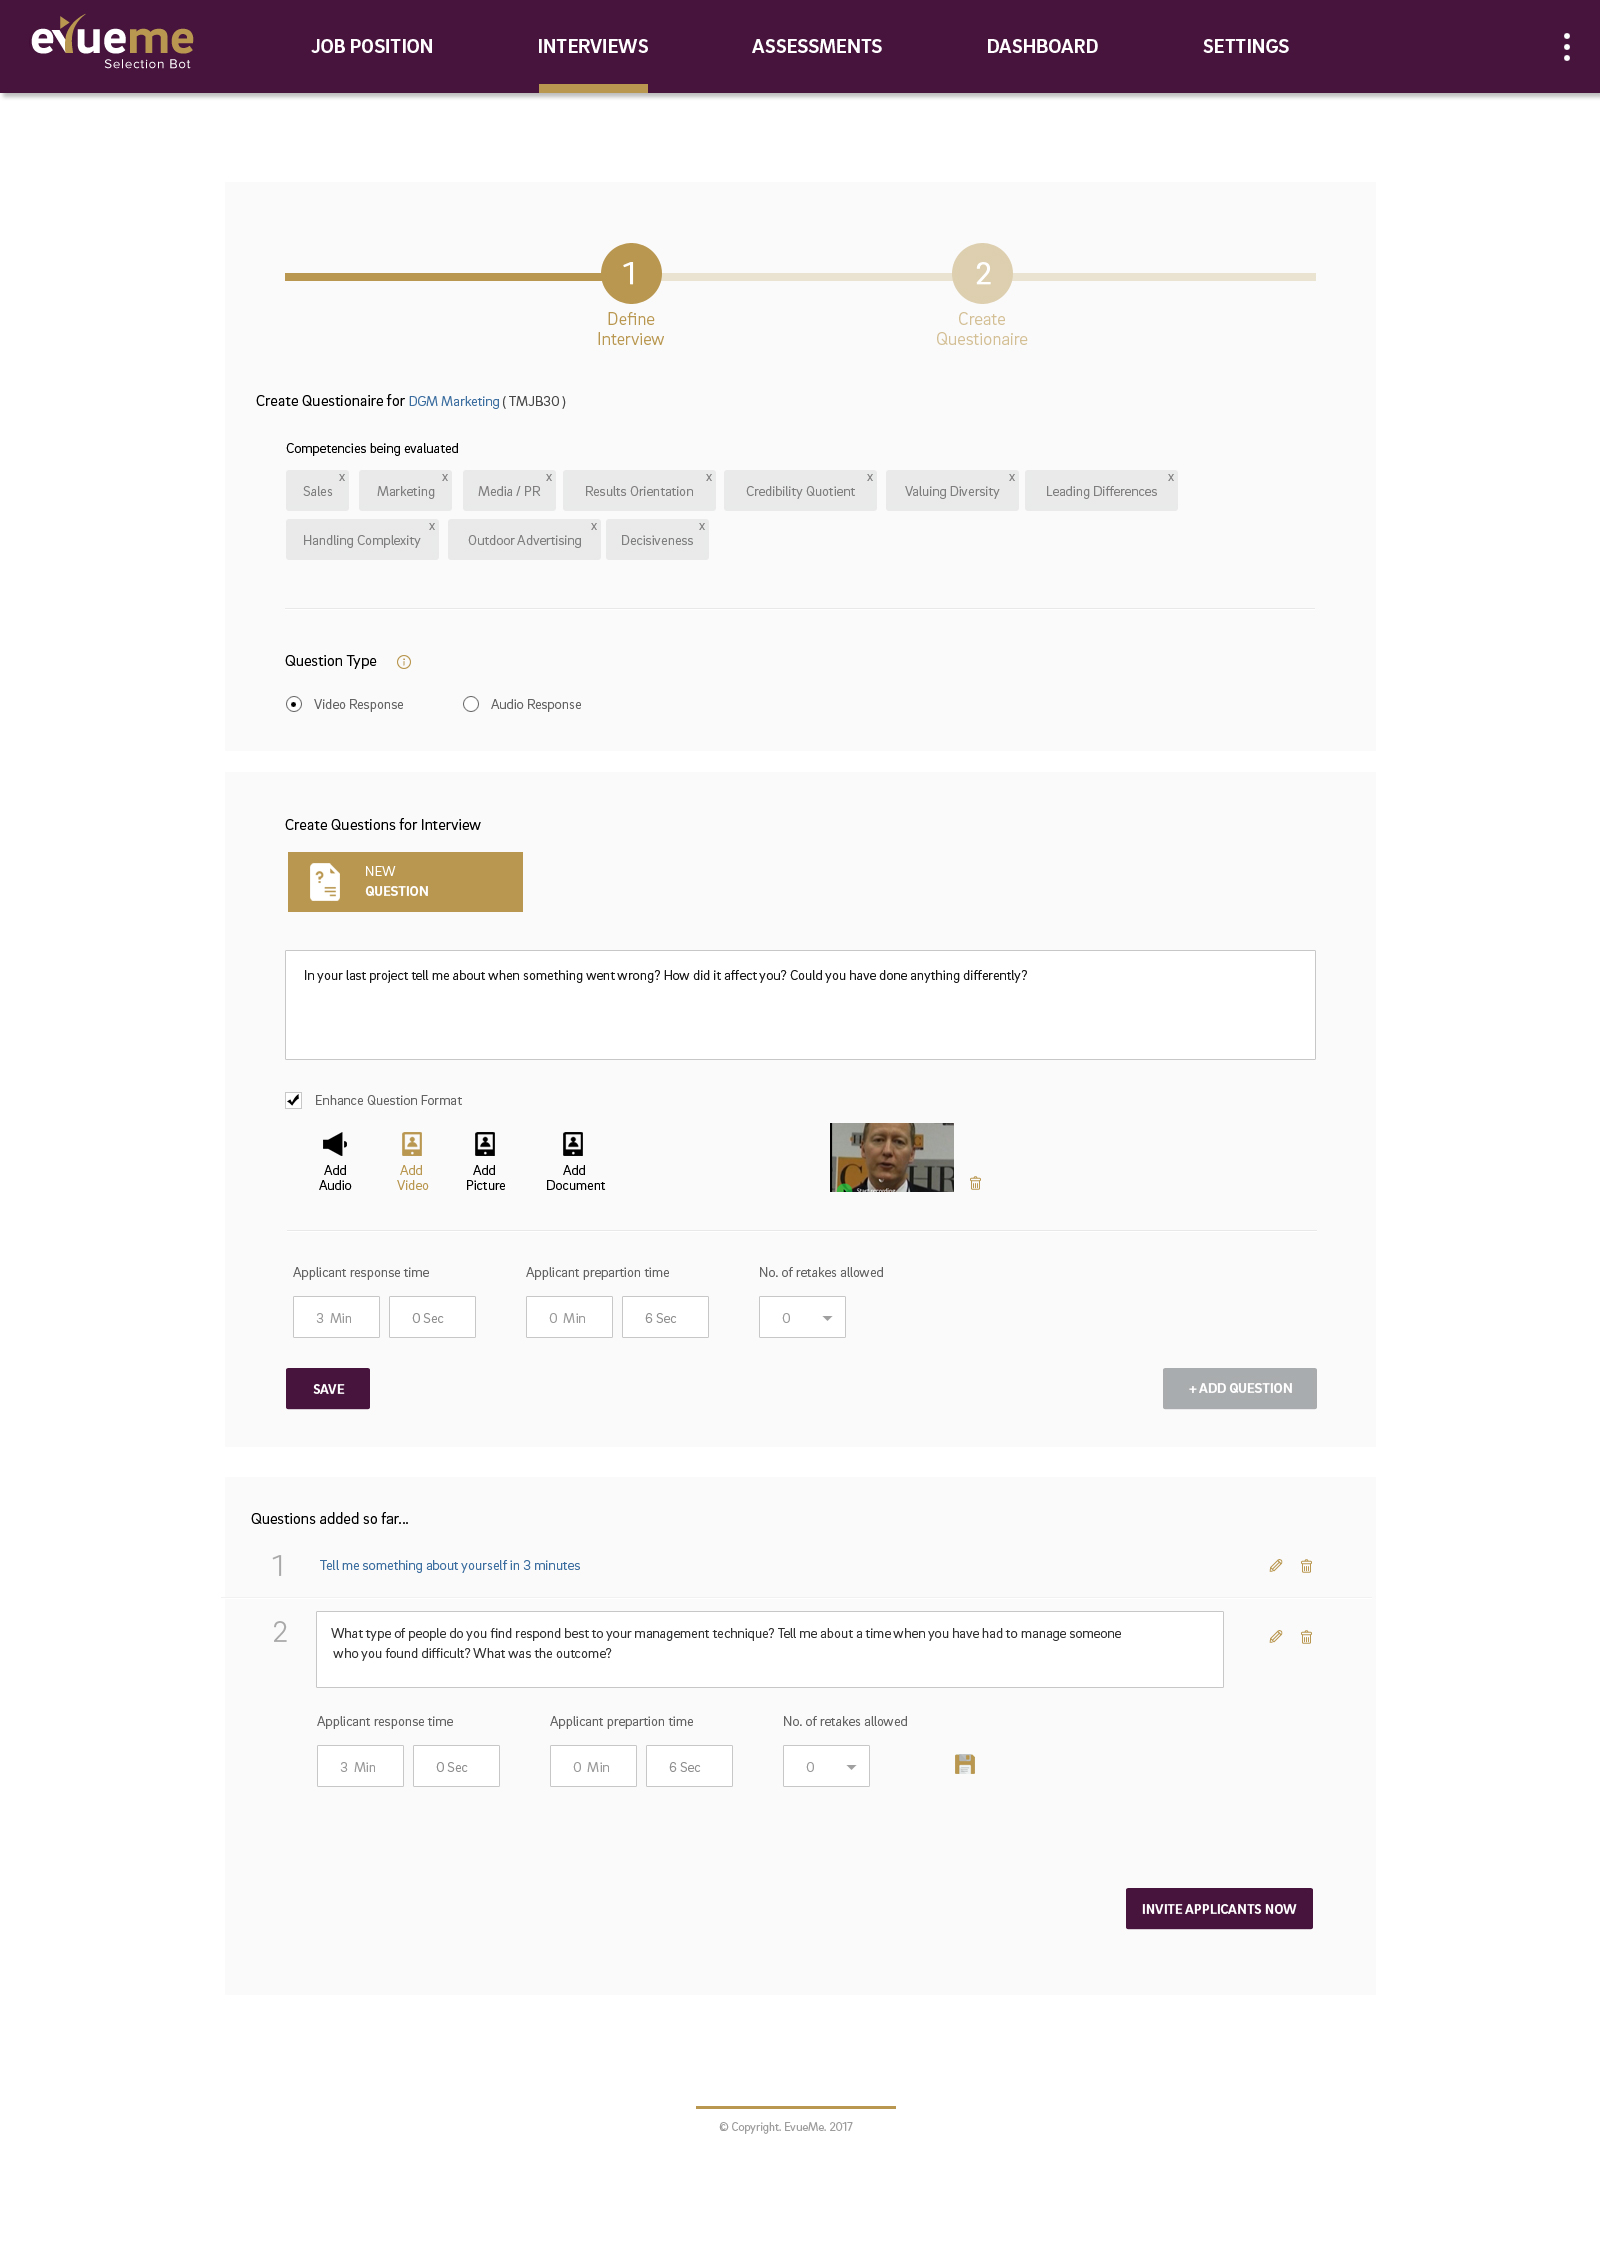 evueme
Selection Bot
JOB POSITION
INTERVIEWS
ASSESSMENTS
DASHBOARD
SETTINGS
1
Define
Interview
2
Create
Questionaire
Create Questionaire for DGM Marketing ( TMJB30 )
Competencies being evaluated
Sales x
Marketing x
Media / PR x
Results Orientation x
Credibility Quotient x
Valuing Diversity x
Leading Differences x
Handling Complexity x
Outdoor Advertising x
Decisiveness x
Question Type
Video Response
Audio Response
Create Questions for Interview
NEW
QUESTION
In your last project tell me about when something went wrong? How did it affect you? Could you have done anything differently?
Enhance Question Format
Add
Audio
Add
Video
Add
Picture
Add
Document
Applicant response time
Applicant prepartion time
No. of retakes allowed
3 Min
0 Sec
0 Min
6 Sec
0
SAVE
+ ADD QUESTION
Questions added so far...
1
Tell me something about yourself in 3 minutes
2
What type of people do you find respond best to your management technique? Tell me about a time when you have had to manage someone
who you found difficult? What was the outcome?
Applicant response time
Applicant prepartion time
No. of retakes allowed
3 Min
0 Sec
0 Min
6 Sec
0
INVITE APPLICANTS NOW
© Copyright. EvueMe. 2017